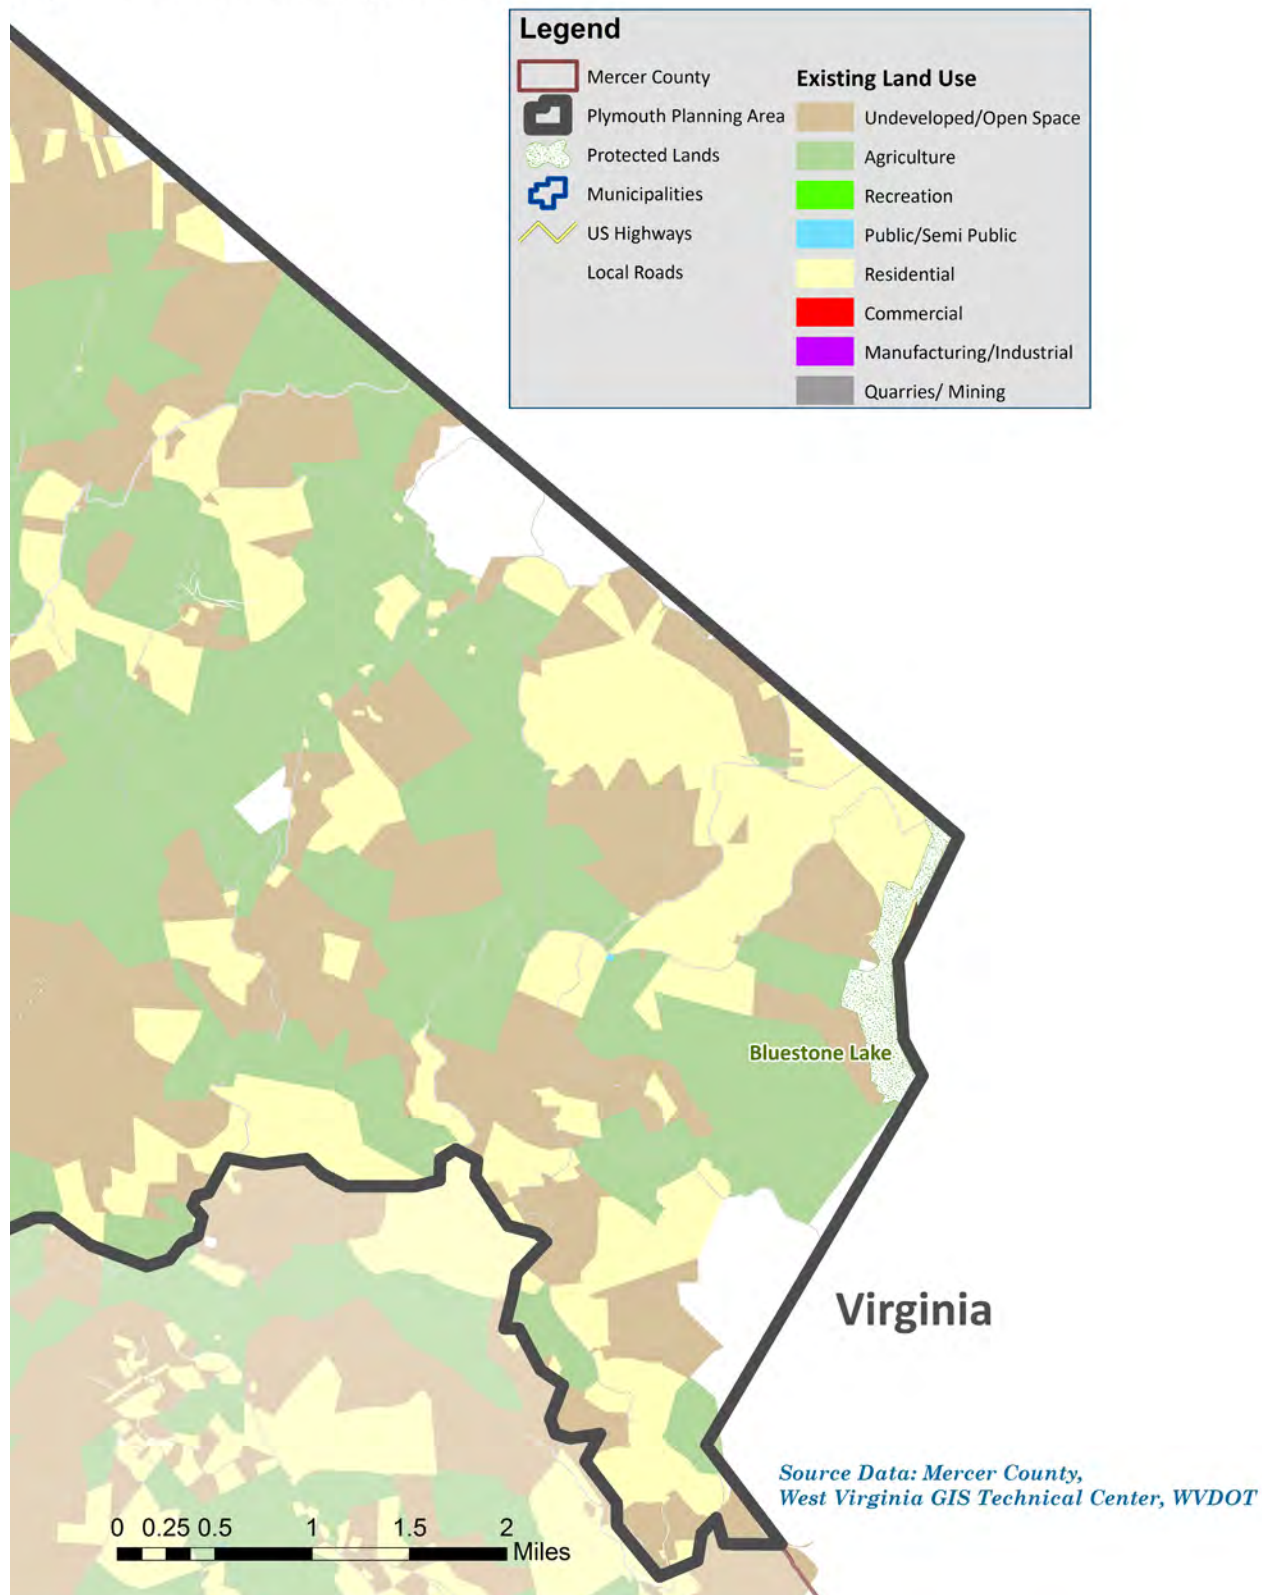 Legend
Mercer County
Plymouth Planning Area
Protected Lands
Municipalities
US Highways
Local Roads
Existing Land Use
Undeveloped/Open Space
Agriculture
Recreation
Public/Semi Public
Residential
Commercial
Manufacturing/Industrial
Quarries/ Mining
Bluestone Lake
Virginia
Source Data: Mercer County,
West Virginia GIS Technical Center, WVDOT
0 0.25 0.5 1 1.5 2
Miles